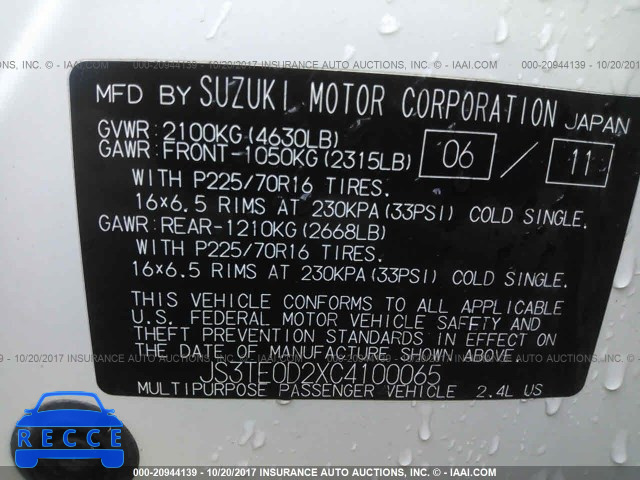 000-20944139 - 10/20/2017 INSURANCE AUTO AUCTIONS, INC. - ©IAAI.COM
MFD BY SUZUKI MOTOR CORPORATION JAPAN
GVWR:2100KG(4630LB)
GAWR:FRONT-1050KG(2315LB) 06 / 11
WITH P225/70R16 TIRES.
16×6.5 RIMS AT 230KPA(33PSI) COLD SINGLE.
GAWR:REAR-1210KG(2668LB)
WITH P225/70R16 TIRES.
16×6.5 RIMS AT 230KPA(33PSI) COLD SINGLE.
THIS VEHICLE CONFORMS TO ALL APPLICABLE
U.S. FEDERAL MOTOR VEHICLE SAFETY AND
THEFT PREVENTION STANDARDS IN EFFECT ON
THE DATE OF MANUFACTURE SHOWN ABOVE.
JS3TE0D2XC4100065
MULTIPURPOSE PASSENGER VEHICLE 2.4L US
RECCE
000-20944139 - 10/20/2017 INSURANCE AUTO AUCTIONS, INC. - ©IAAI.COM